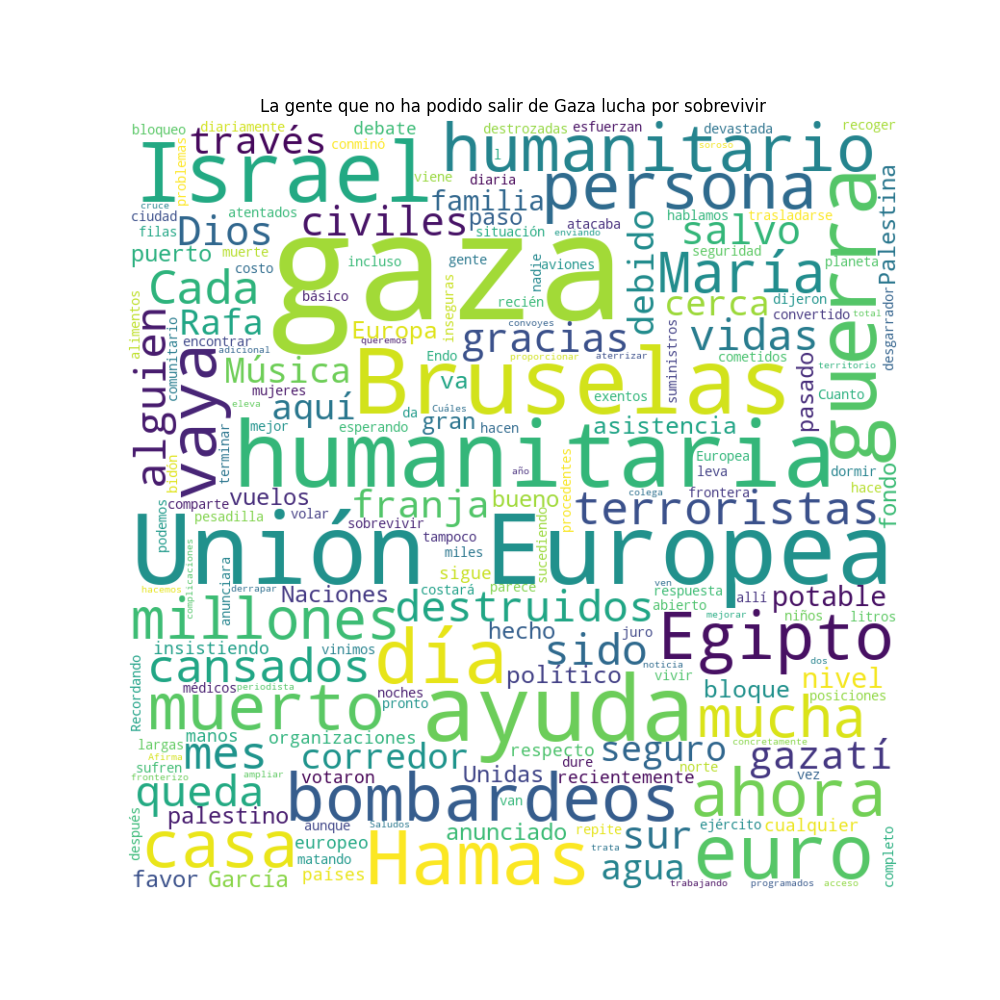 La gente que no ha podido salir de Gaza lucha por sobrevivir
bloqueo
diariamente
debate
destrozadas
esfuerzan
devastada
recoger
través
conminó
l
soroso
problemas
Israel
humanitario
viene
diaria
persona
guerra
Palestina
cruce
ciudad
atentados
familia
paso
atacaba
hablamos
trasladarse
filas
Dios
civiles
situación
enviando
salvo
seguridad
puerto
muerte
gaza
debido
planeta
costo
incluso
gente
nadie
aviones
María
Cada
básico
inseguras
recién
cerca
dijeron
desgarrador
alimentos
comunitario
Rafa
Europa
convoyes
convertido
total
alguien
encontrar
queremos
gracias
vidas
adicional
Endo
proporcionar
aterrizar
suministros
cometidos
territorio
vaya
Música
Bruselas
pasado
mujeres
va
exentos
Cuanto
eleva
aquí
da
Cuáles
mejor
esperando
gran
hacen
asistencia
terminar
humanitaria
bidón
año
procedentes
Europea
leva
dormir
fondo
comparte
vuelos
franja
bueno
colega
frontera
hace
podemos
pesadilla
volar
sobrevivir
terroristas
tampoco
sucediendo
Unión Europea
miles
complicaciones
anunciara
sigue
hacemos
derrapar
Naciones
costará
parece
ven
respuesta
allí
potable
millones
destruidos
abierto
mejorar
niños
litros
hecho
juro
Egipto
insistiendo
vinimos
día
sido
dos
Recordando
cansados
político
noticia
vivir
nivel
médicos
periodista
noches
bloque
posiciones
muerto
pronto
ayuda
mucha
manos
organizaciones
concretamente
largas
mes
corredor
respecto
seguro
gazatí
Afirma
sufren
dure
norte
fronterizo
ampliar
votaron
Unidas
recientemente
vez
queda
bombardeos
van
ahora
palestino
aunque
Saludos
anunciado
repite
sur
ejército
cualquier
después
casa
europeo
trata
matando
Hamas
euro
completo
favor
García
países
agua
trabajando
programados
acceso